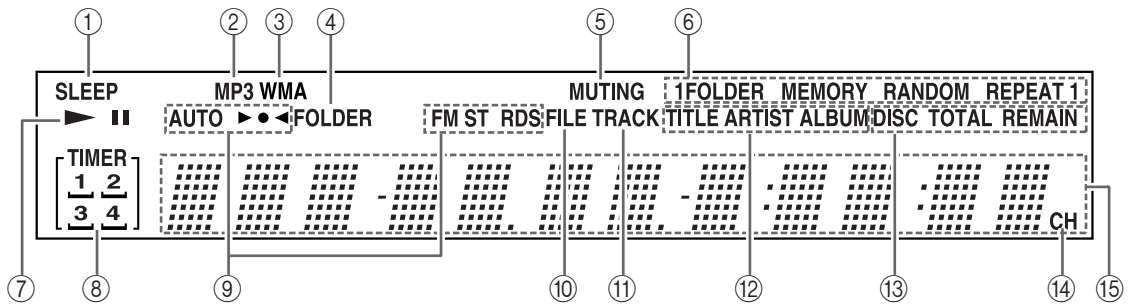 ① ② ③ ④ ⑤ ⑥
SLEEP MP3 WMA MUTING 1FOLDER MEMORY RANDOM REPEAT 1
AUTO FOLDER FM ST RDS FILE TRACK TITLE ARTIST ALBUM DISC TOTAL REMAIN
TIMER
1 2
3 4
CH
⑦ ⑧ ⑨ ⑩ ⑪ ⑫ ⑬ ⑭ ⑮